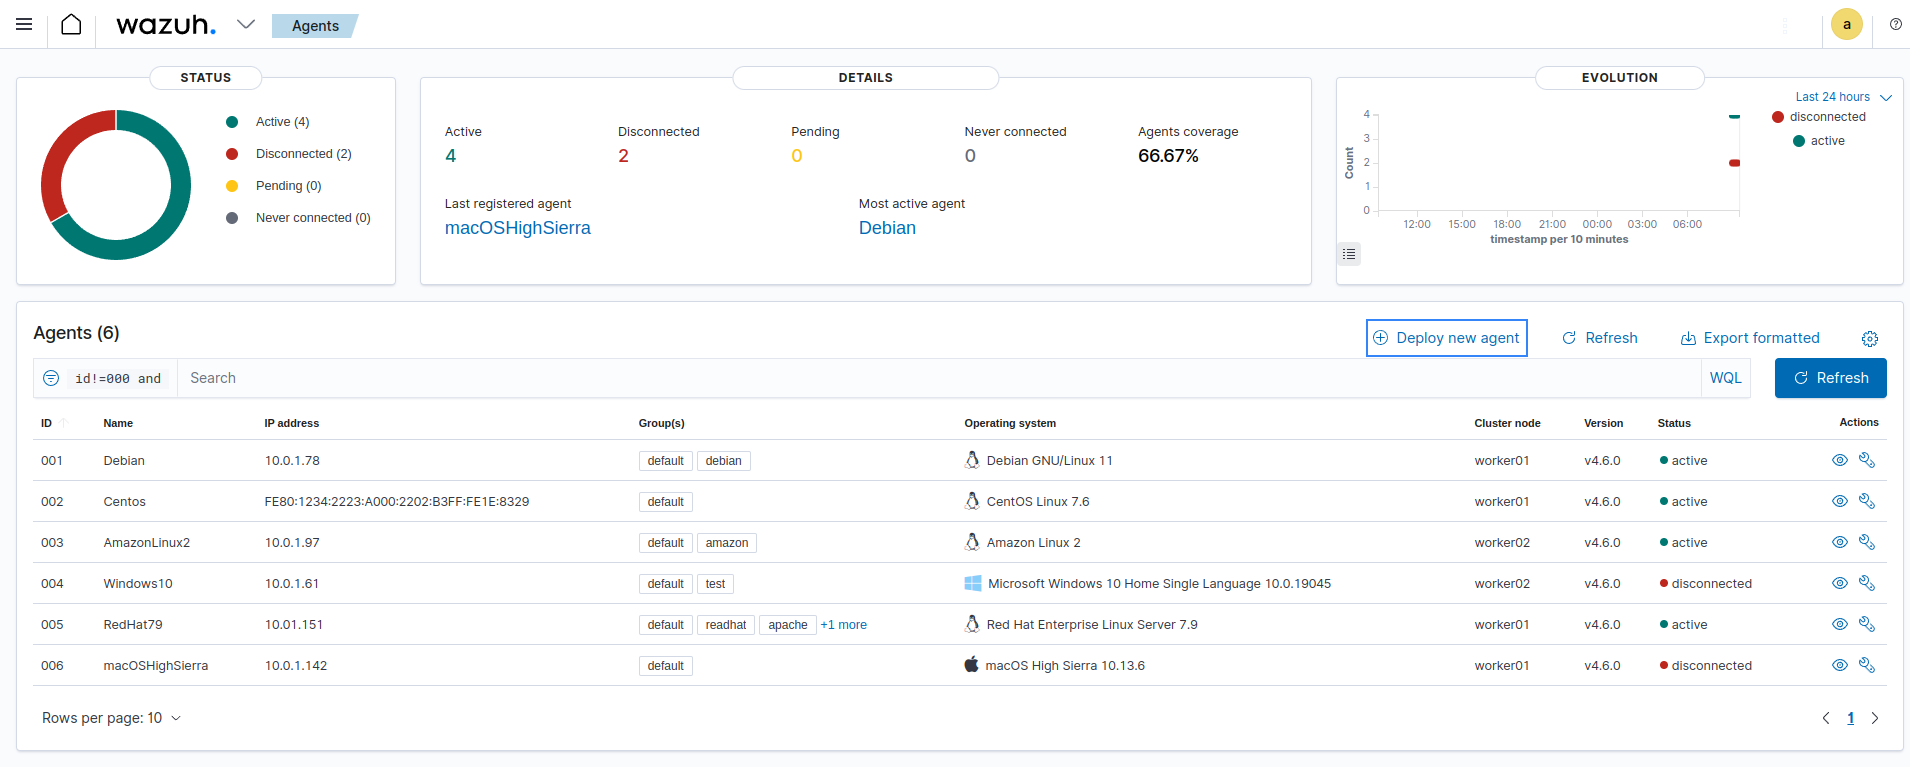 wazuh.
Agents
a
STATUS
Active (4)
Disconnected (2)
Pending (0)
Never connected (0)
DETAILS
Active
4
Disconnected
2
Pending
0
Never connected
0
Agents coverage
66.67%
Last registered agent
macOSHighSierra
Most active agent
Debian
EVOLUTION
Last 24 hours
disconnected
active
Count
4
3
2
1
0
12:00 15:00 18:00 21:00 00:00 03:00 06:00
timestamp per 10 minutes
Agents (6)
Deploy new agent
Refresh
Export formatted
id!=000 and Search WQL
Refresh
ID Name IP address Group(s) Operating system Cluster node Version Status Actions
001 Debian 10.0.1.78 default debian Debian GNU/Linux 11 worker01 v4.6.0 active
002 Centos FE80:1234:2223:A000:2202:B3FF:FE1E:8329 default CentOS Linux 7.6 worker01 v4.6.0 active
003 AmazonLinux2 10.0.1.97 default amazon Amazon Linux 2 worker02 v4.6.0 active
004 Windows10 10.0.1.61 default test Microsoft Windows 10 Home Single Language 10.0.19045 worker02 v4.6.0 disconnected
005 RedHat79 10.01.151 default readhat apache +1 more Red Hat Enterprise Linux Server 7.9 worker01 v4.6.0 active
006 macOSHighSierra 10.0.1.142 default macOS High Sierra 10.13.6 worker01 v4.6.0 disconnected
Rows per page: 10
1